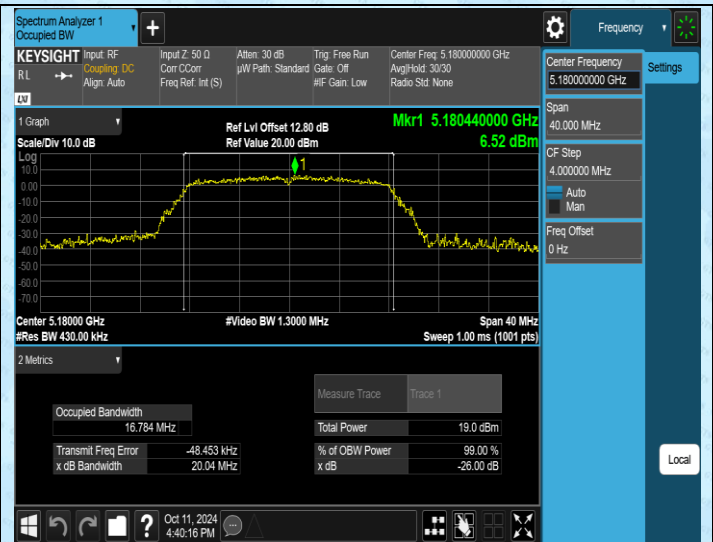 Spectrum Analyzer 1
Occupied BW
Frequency
KEYSIGHT
RL
LXI
Input: RF
Coupling: DC
Align: Auto
Input Z: 50 Ω
Corr CCorr
Freq Ref: Int (S)
Atten: 30 dB
µW Path: Standard
Trig: Free Run
Gate: Off
#IF Gain: Low
Center Freq: 5.180000000 GHz
Avg|Hold: 30/30
Radio Std: None
Center Frequency
5.180000000 GHz
Settings
Span
40.000 MHz
CF Step
4.000000 MHz
Auto
Man
Freq Offset
0 Hz
1 Graph
Scale/Div 10.0 dB
Ref Lvl Offset 12.80 dB
Ref Value 20.00 dBm
Mkr1 5.180440000 GHz
6.52 dBm
Log
10.0
0.00
-10.0
-20.0
-30.0
-40.0
-50.0
-60.0
-70.0
1
Center 5.18000 GHz
#Res BW 430.00 kHz
#Video BW 1.3000 MHz
Span 40 MHz
Sweep 1.00 ms (1001 pts)
2 Metrics
Measure Trace Trace 1
Occupied Bandwidth
16.784 MHz
Total Power 19.0 dBm
Transmit Freq Error -48.453 kHz
% of OBW Power 99.00 %
x dB Bandwidth 20.04 MHz
x dB -26.00 dB
Local
?
Oct 11, 2024
4:40:16 PM